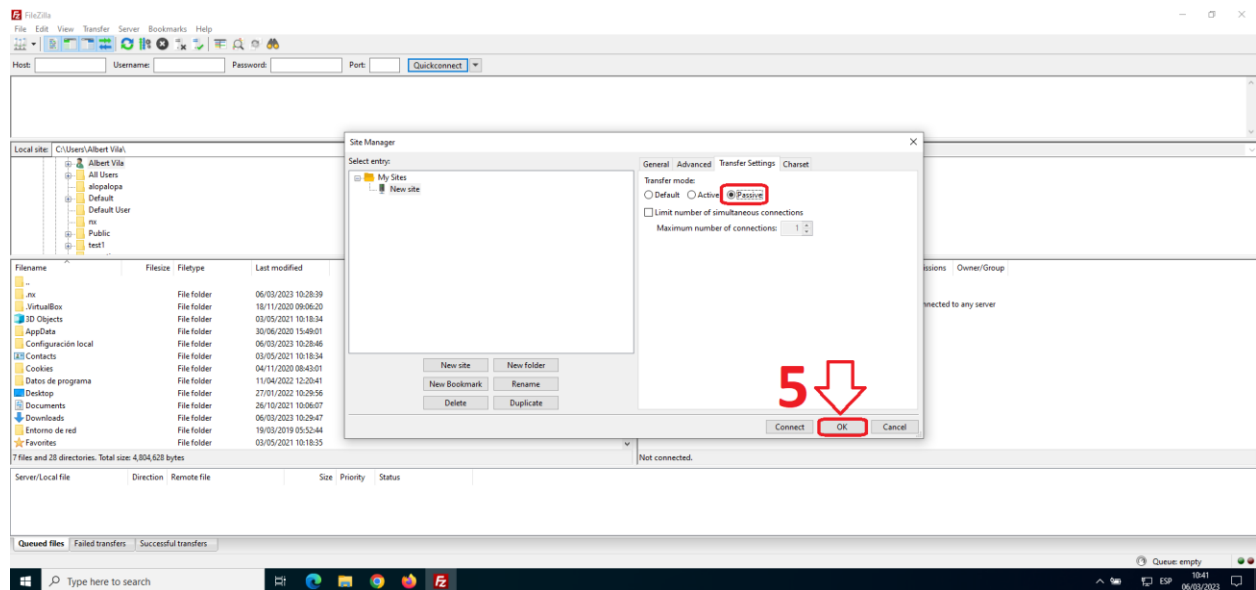 FileZilla
File Edit View Transfer Server Bookmarks Help
Host: Username: Password: Port: Quickconnect
Local site: C:\Users\Albert Vila\
Albert Vila
All Users
alopalopa
Default
Default User
nx
Public
test1
Site Manager
Select entry:
My Sites
New site
New site New folder
New Bookmark Rename
Delete Duplicate
General Advanced Transfer Settings Charset
Transfer mode:
Default Active Passive
Limit number of simultaneous connections
Maximum number of connections: 1
5
Connect OK Cancel
Filename Filesize Filetype Last modified
..
.nx File folder 06/03/2023 10:28:39
.VirtualBox File folder 18/11/2020 09:06:20
3D Objects File folder 03/05/2021 10:18:34
AppData File folder 30/06/2020 15:49:01
Configuración local File folder 06/03/2023 10:28:46
Contacts File folder 03/05/2021 10:18:34
Cookies File folder 04/11/2020 08:43:01
Datos de programa File folder 11/04/2022 12:20:41
Desktop File folder 27/01/2022 10:29:56
Documents File folder 26/10/2021 10:06:07
Downloads File folder 06/03/2023 10:29:47
Entorno de red File folder 19/03/2019 05:52:44
Favorites File folder 03/05/2021 10:18:35
7 files and 28 directories. Total size: 4,804,628 bytes
issions Owner/Group
nnected to any server
Not connected.
Server/Local file Direction Remote file Size Priority Status
Queued files Failed transfers Successful transfers
Queue: empty
Type here to search
ESP
10:41
06/03/2023